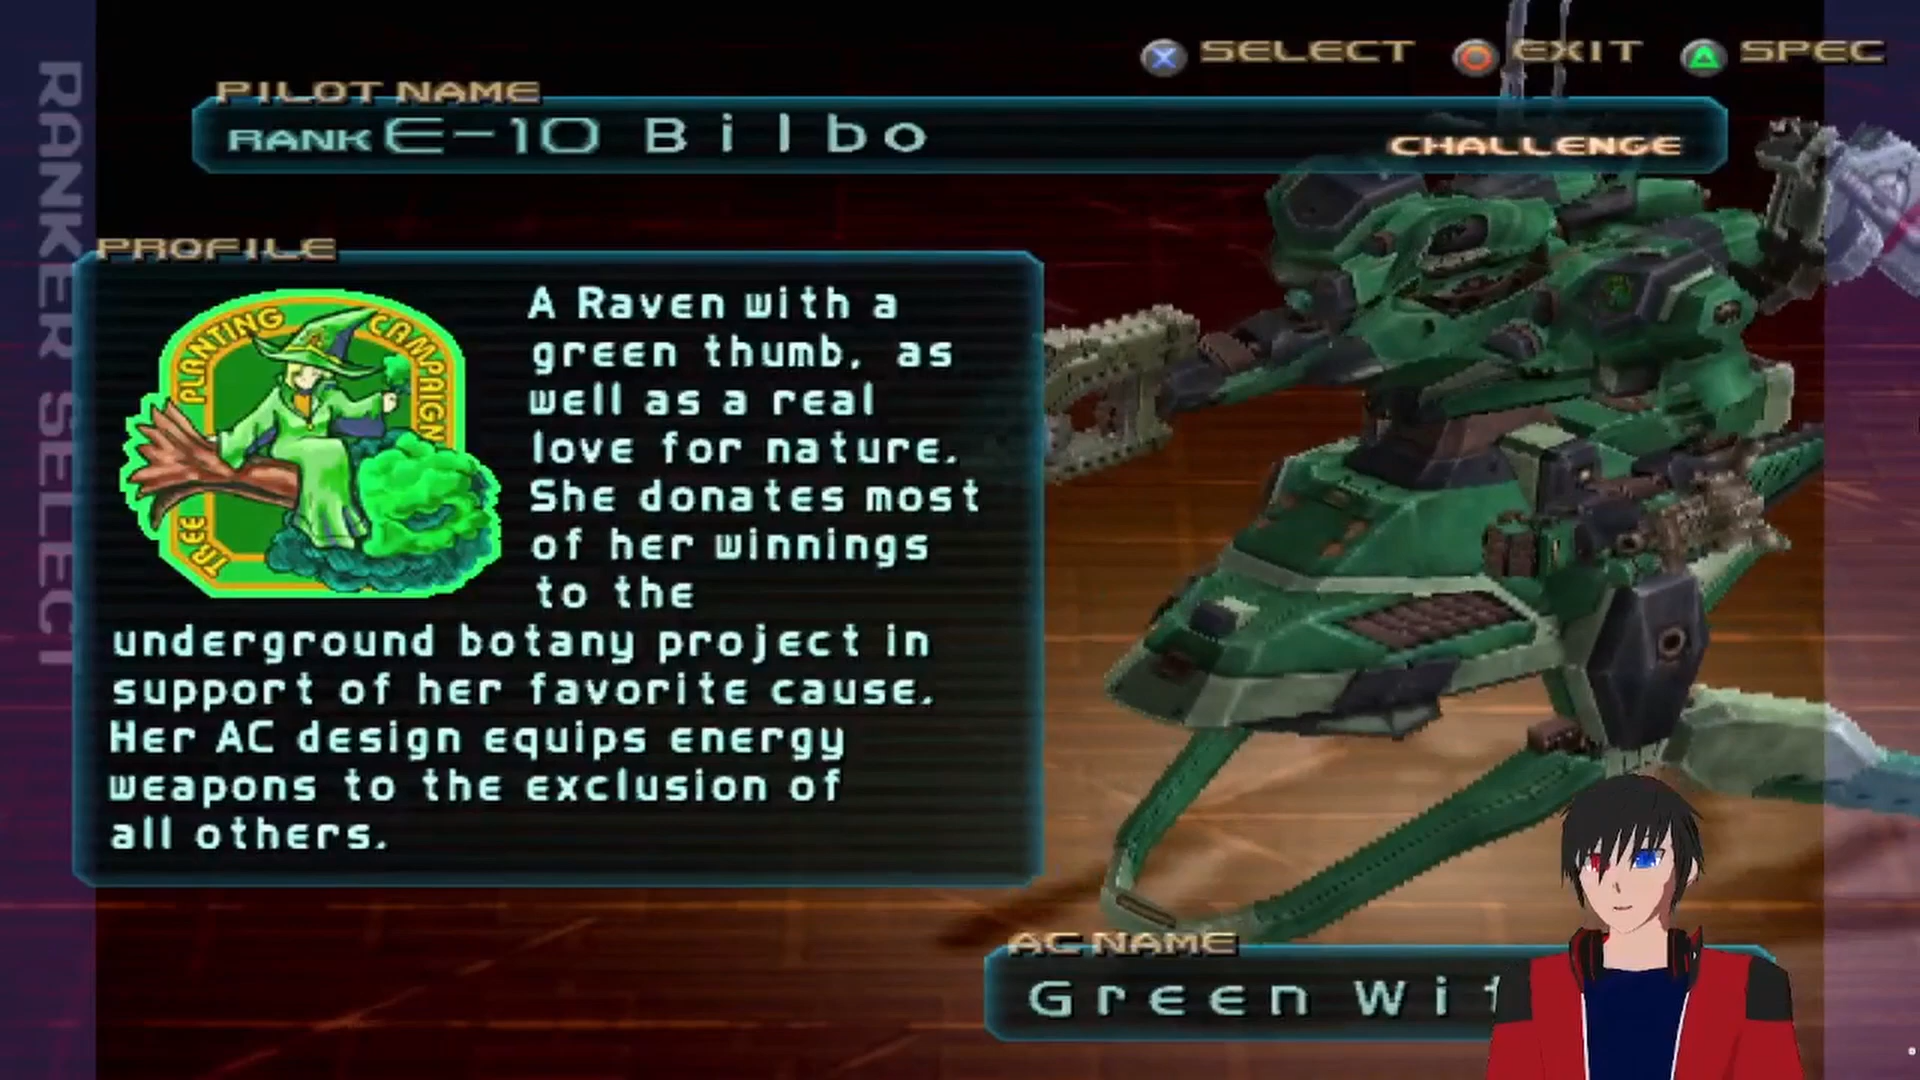 SELECT EXIT SPEC
PILOT NAME
RANK E-10 Bilbo
CHALLENGE
RANKER SELECT
PROFILE
TREE PLANTING CAMPAIGN
A Raven with a
green thumb, as
well as a real
love for nature.
She donates most
of her winnings
to the
underground botany project in
support of her favorite cause.
Her AC design equips energy
weapons to the exclusion of
all others.
AC NAME
Green Wit